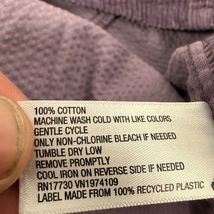 100% COTTON
MACHINE WASH COLD WITH LIKE COLORS
GENTLE CYCLE
ONLY NON-CHLORINE BLEACH IF NEEDED
TUMBLE DRY LOW
REMOVE PROMPTLY
COOL IRON ON REVERSE IF NEEDED
RN17730 VN1974109
LABEL MADE FROM 100% RECYCLED PLASTIC